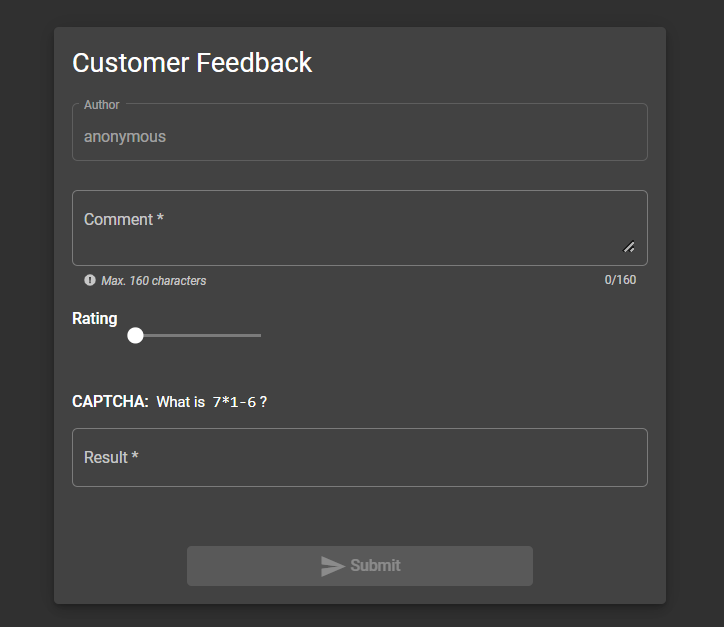 Customer Feedback
Author
anonymous
Comment *
Max. 160 characters 0/160
Rating
CAPTCHA: What is 7*1-6 ?
Result *
Submit